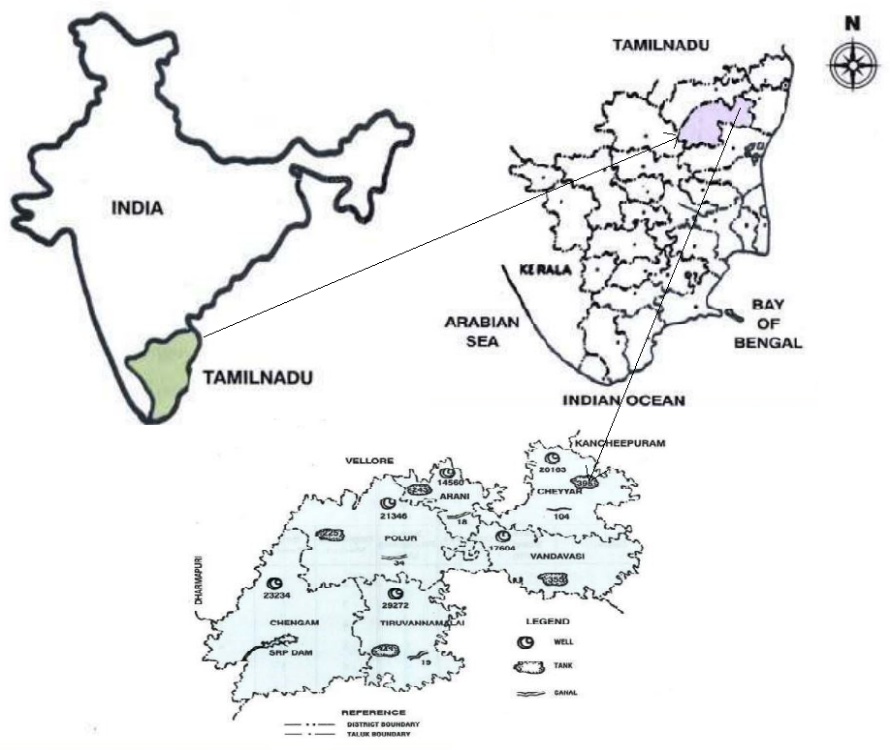 N
TAMILNADU
INDIA
KERALA
ARABIAN
SEA
BAY
OF
BENGAL
TAMILNADU
INDIAN OCEAN
KANCHEEPURAM
VELLORE
20103
14560
CHEYYAR
ARANI
21346
18
104
17604
POLUR
VANDAVASI
34
DHARMAPURI
23234
29272
CHENGAM
TIRUVANNAMALAI
SRP DAM
19
LEGEND
WELL
TANK
CANAL
REFERENCE
DISTRICT BOUNDARY
TALUK BOUNDARY